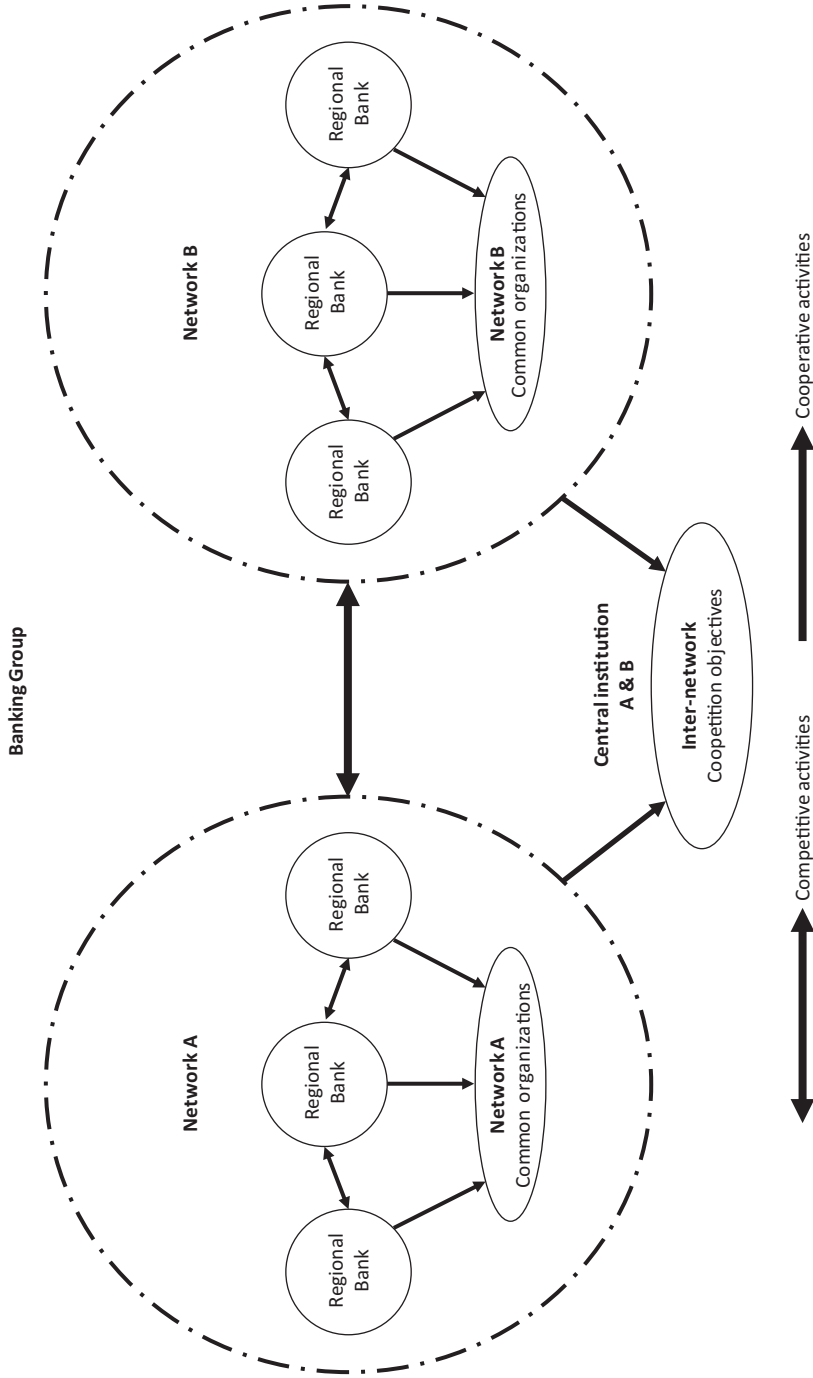 Banking Group
Network A
Regional
Bank
Regional
Bank
Regional
Bank
Network A
Common organizations
Network B
Regional
Bank
Regional
Bank
Regional
Bank
Network B
Common organizations
Central institution
A & B
Inter-network
Coopetition objectives
Competitive activities
Cooperative activities